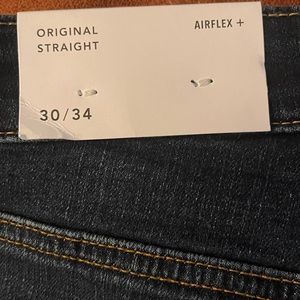 ORIGINAL
STRAIGHT
AIRFLEX +
30/34